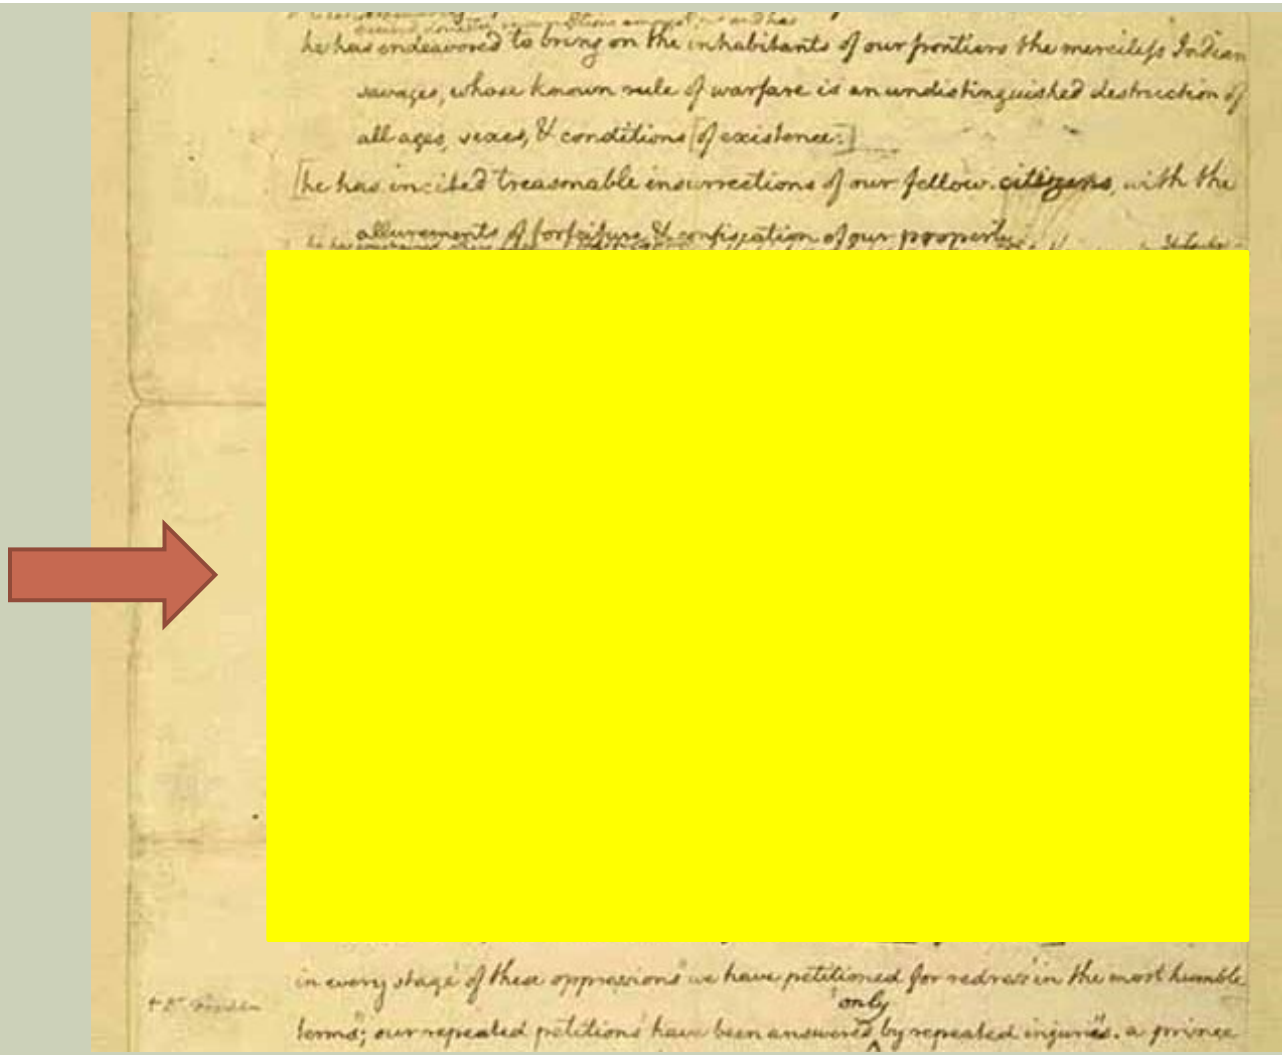 he has endeavored to bring on the inhabitants of our frontiers the merciless Indian
savages, whose known rule of warfare is an undistinguished destruction of
all ages, sexes, & conditions [of existence.]
[he has incited treasonable insurrections of our fellow citizens, with the
allurements of forfeiture & confiscation of our property
in every stage of these oppressions we have petitioned for redress in the most humble
only
terms; our repeated petitions have been answered by repeated injuries. a prince